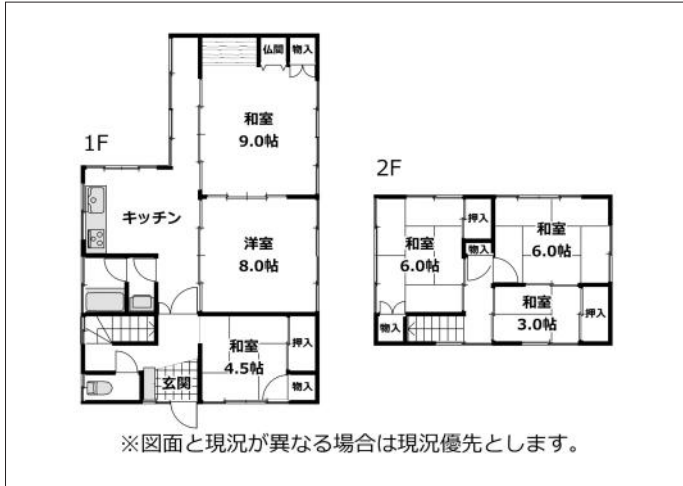 1F
仏間
物入
和室
9.0帖
キッチン
洋室
8.0帖
和室
4.5帖
押入
物入
玄関
2F
和室
6.0帖
押入
物入
和室
6.0帖
和室
3.0帖
押入
物入
※図面と現況が異なる場合は現況優先とします。